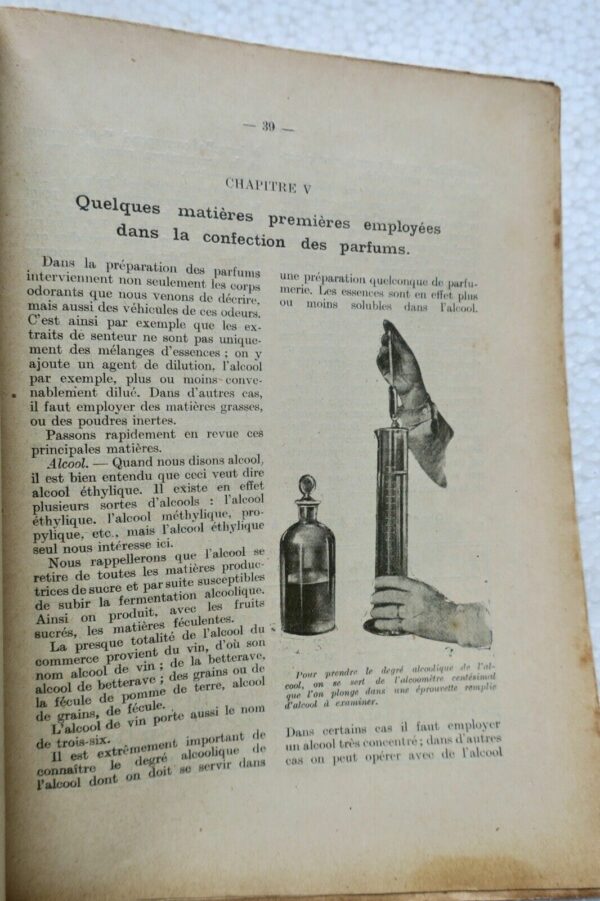 — 39 —
CHAPITRE V
Quelques matières premières employées
dans la confection des parfums.
Dans la préparation des parfums
interviennent non seulement les corps
odorants que nous venons de décrire,
mais aussi des véhicules de ces odeurs.
C'est ainsi par exemple que les ex-
traits de senteur ne sont pas unique-
ment des mélanges d'essences ; on y
ajoute un agent de dilution, l'alcool
par exemple, plus ou moins conve-
nablement dilué. Dans d'autres cas,
il faut employer des matières grasses,
ou des poudres inertes.
Passons rapidement en revue ces
principales matières.
Alcool. — Quand nous disons alcool,
il est bien entendu que ceci veut dire
alcool éthylique. Il existe en effet
plusieurs sortes d'alcools : l'alcool
éthylique, l'alcool méthylique, pro-
pylique, etc., mais l'alcool éthylique
seul nous intéresse ici.
Nous rappellerons que l'alcool se
retire de toutes les matières produc-
trices de sucre et par suite susceptibles
de subir la fermentation alcoolique.
Ainsi on produit, avec les fruits
sucrés, les matières féculentes.
La presque totalité de l'alcool du
commerce provient du vin, d'où son
nom alcool de vin ; de la betterave,
alcool de betterave ; des grains ou de
la fécule de pomme de terre, alcool
de grains, de fécule.
L'alcool de vin porte aussi le nom
de trois-six.
Il est extrêmement important de
connaître le degré alcoolique de
l'alcool dont on doit se servir dans
une préparation quelconque de parfu-
merie. Les essences sont en effet plus
ou moins solubles dans l'alcool.
Pour prendre le degré alcoolique de l'al-
cool, on se sert de l'alcoomètre centésimal
que l'on plonge dans une éprouvette remplie
d'alcool à examiner.
Dans certains cas il faut employer
un alcool très concentré ; dans d'autres
cas on peut opérer avec de l'alcool